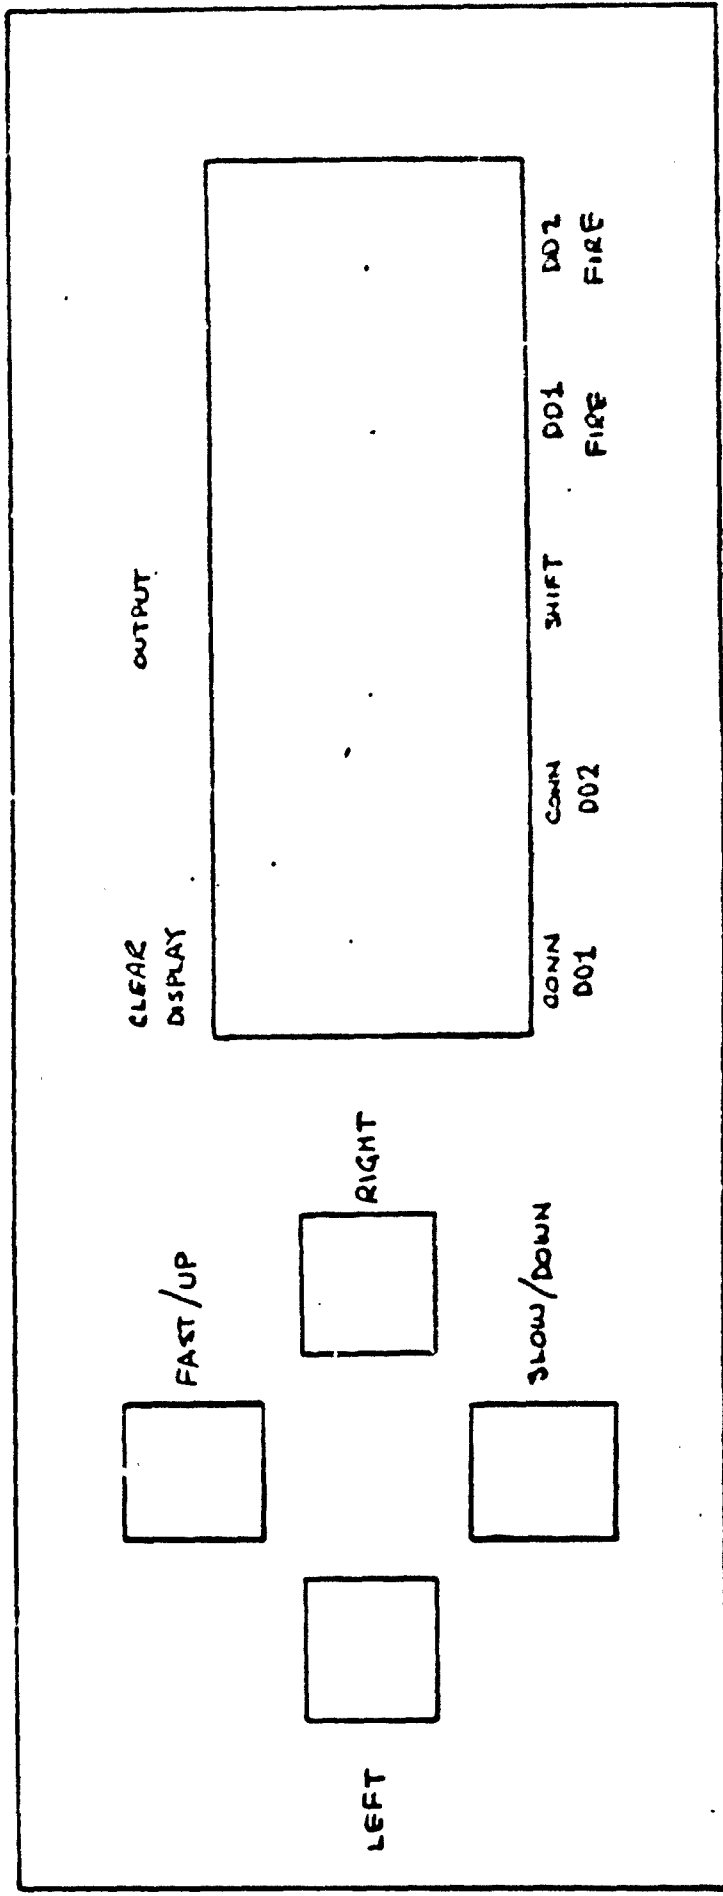 FAST/UP
LEFT
RIGHT
SLOW/DOWN
CLEAR
DISPLAY
OUTPUT
CONN
DD1
CONN
DD2
SHIFT
DD1
FIRE
DD2
FIRE